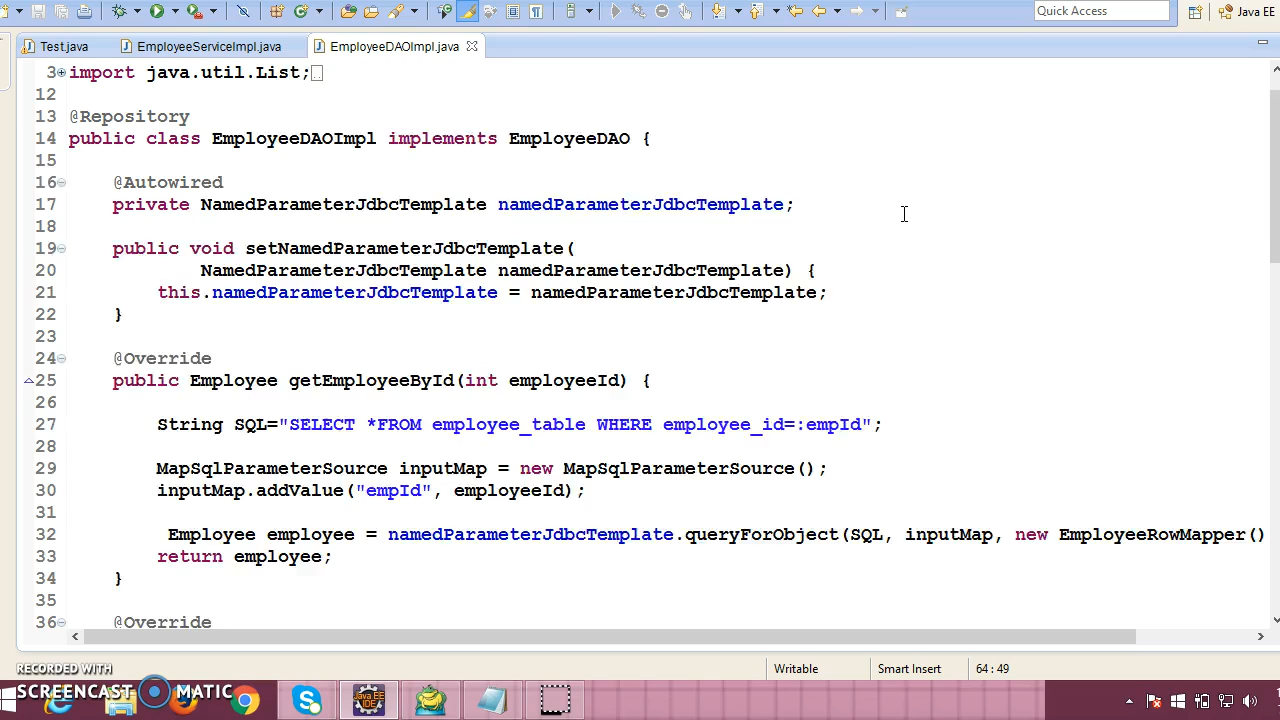 Quick Access
Java EE
Test.java
EmployeeServiceImpl.java
EmployeeDAOImpl.java
3 import java.util.List;
12
13 @Repository
14 public class EmployeeDAOImpl implements EmployeeDAO {
15
16 @Autowired
17 private NamedParameterJdbcTemplate namedParameterJdbcTemplate;
18
19 public void setNamedParameterJdbcTemplate(
20 NamedParameterJdbcTemplate namedParameterJdbcTemplate) {
21 this.namedParameterJdbcTemplate = namedParameterJdbcTemplate;
22 }
23
24 @Override
25 public Employee getEmployeeById(int employeeId) {
26
27 String SQL="SELECT *FROM employee_table WHERE employee_id=:empId";
28
29 MapSqlParameterSource inputMap = new MapSqlParameterSource();
30 inputMap.addValue("empId", employeeId);
31
32 Employee employee = namedParameterJdbcTemplate.queryForObject(SQL, inputMap, new EmployeeRowMapper()
33 return employee;
34 }
35
36 @Override
Writable
Smart Insert
64 : 49
RECORDED WITH
SCREENCAST MATIC
Java EE
IDE